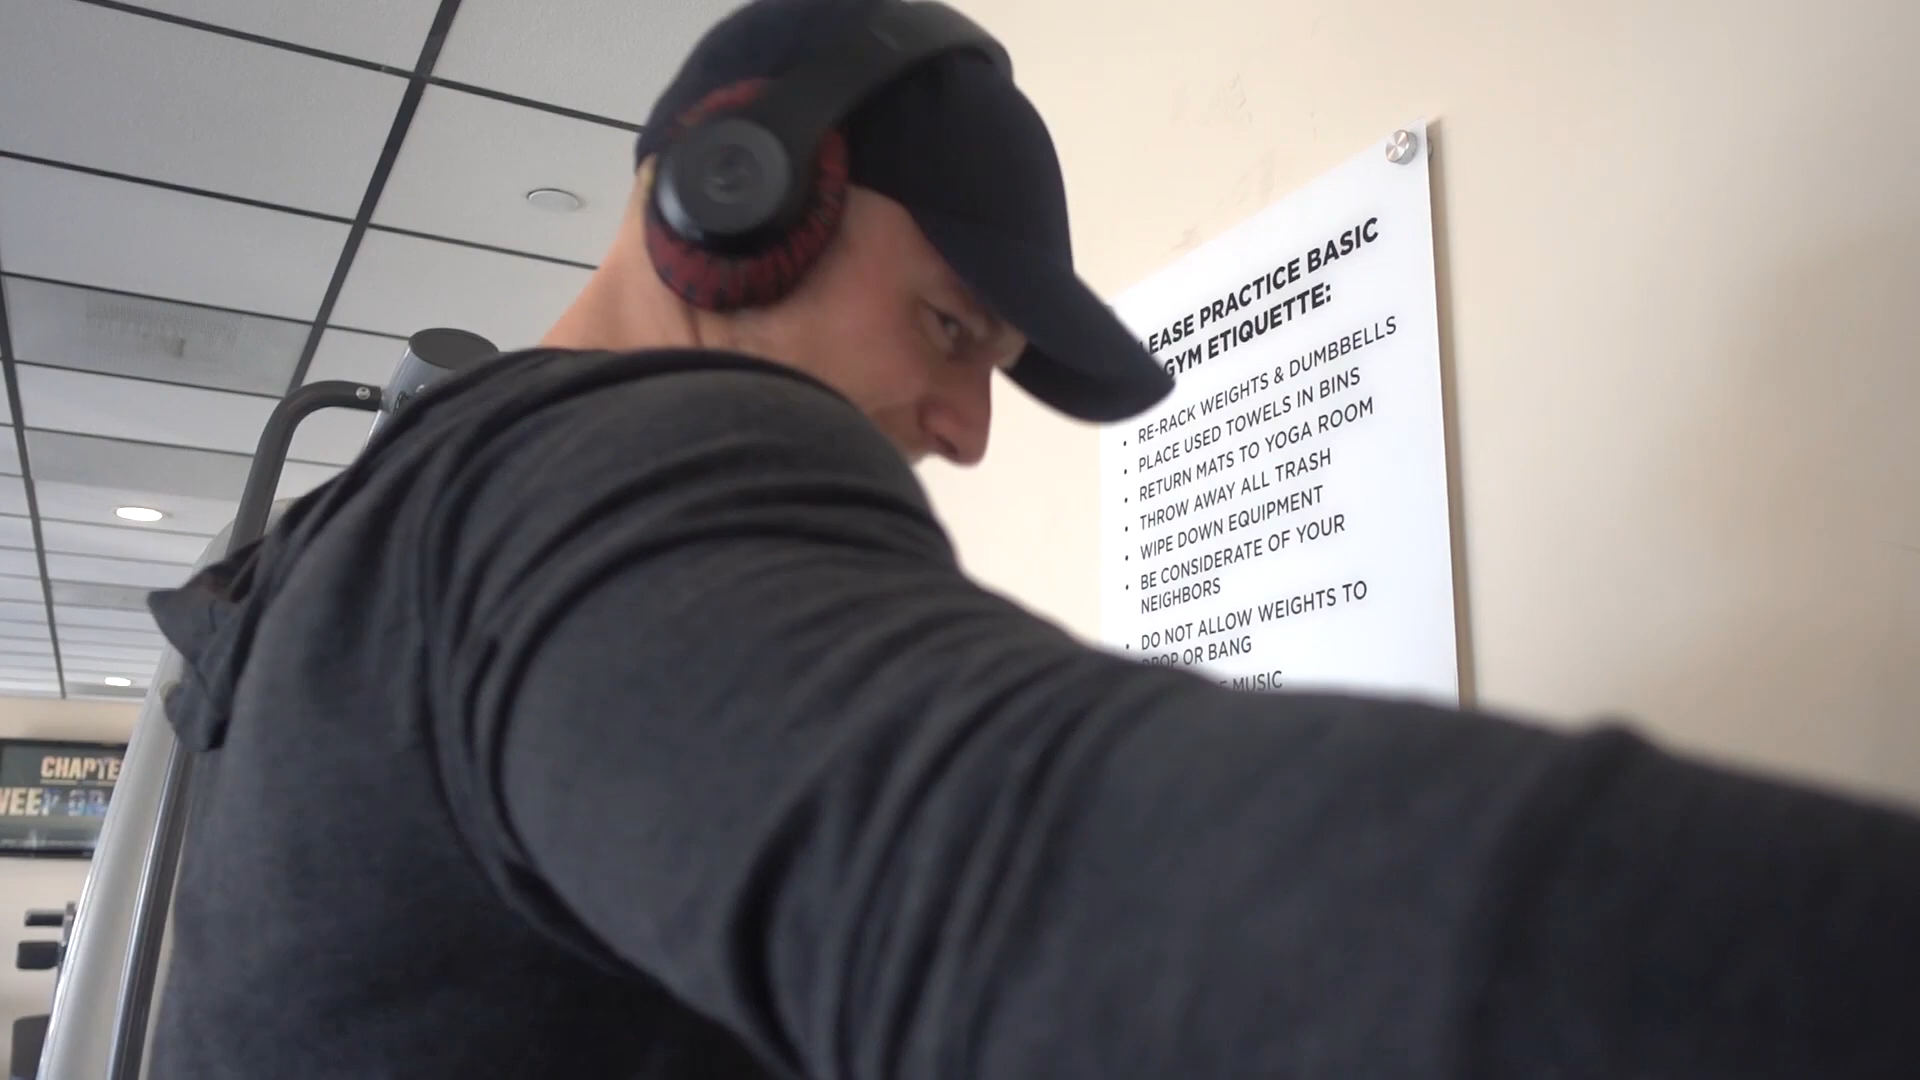 LEASE PRACTICE BASIC
GYM ETIQUETTE:
• RE-RACK WEIGHTS & DUMBBELLS
• PLACE USED TOWELS IN BINS
• RETURN MATS TO YOGA ROOM
• THROW AWAY ALL TRASH
• WIPE DOWN EQUIPMENT
• BE CONSIDERATE OF YOUR
NEIGHBORS
• DO NOT ALLOW WEIGHTS TO
DROP OR BANG
MUSIC
CHAPTE